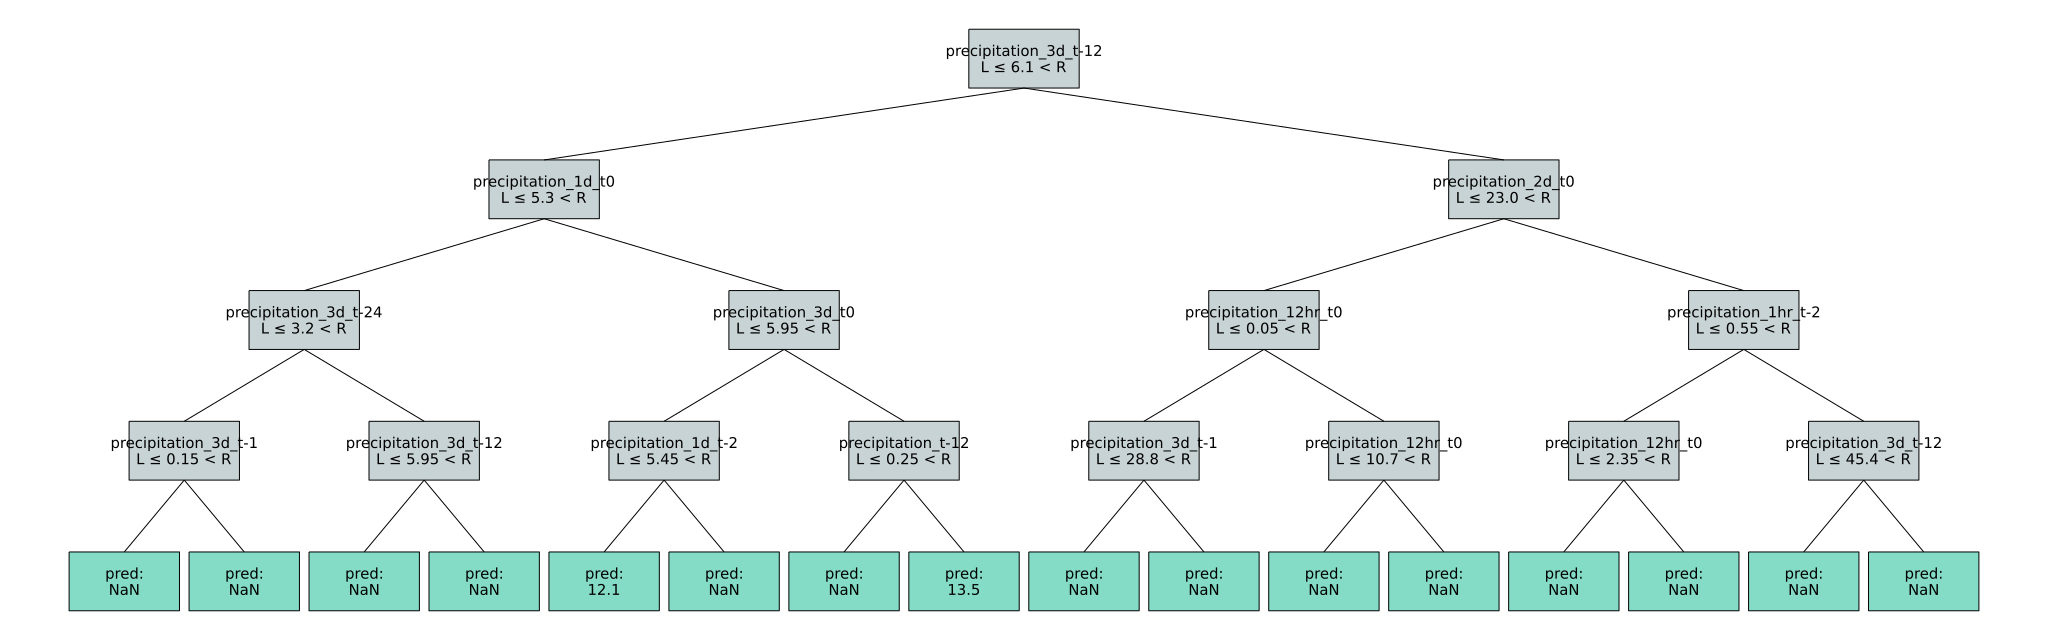 precipitation_3d_t-12
L ≤ 6.1 < R
precipitation_1d_t0
L ≤ 5.3 < R
precipitation_2d_t0
L ≤ 23.0 < R
precipitation_3d_t-24
L ≤ 3.2 < R
precipitation_3d_t0
L ≤ 5.95 < R
precipitation_12hr_t0
L ≤ 0.05 < R
precipitation_1hr_t-2
L ≤ 0.55 < R
precipitation_3d_t-1
L ≤ 0.15 < R
precipitation_3d_t-12
L ≤ 5.95 < R
precipitation_1d_t-2
L ≤ 5.45 < R
precipitation_t-12
L ≤ 0.25 < R
precipitation_3d_t-1
L ≤ 28.8 < R
precipitation_12hr_t0
L ≤ 10.7 < R
precipitation_12hr_t0
L ≤ 2.35 < R
precipitation_3d_t-12
L ≤ 45.4 < R
pred:
NaN
pred:
NaN
pred:
NaN
pred:
NaN
pred:
12.1
pred:
NaN
pred:
NaN
pred:
13.5
pred:
NaN
pred:
NaN
pred:
NaN
pred:
NaN
pred:
NaN
pred:
NaN
pred:
NaN
pred:
NaN